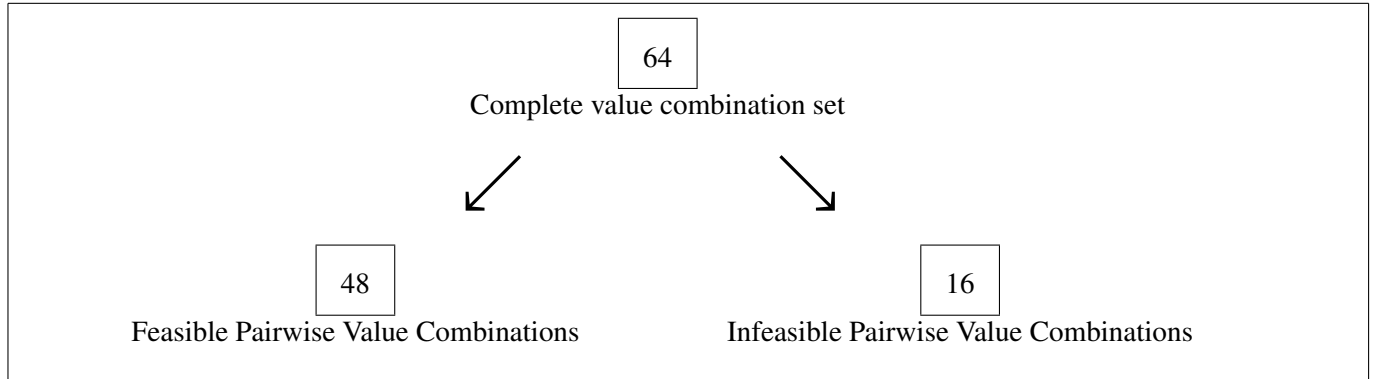 64
Complete value combination set
48
Feasible Pairwise Value Combinations
16
Infeasible Pairwise Value Combinations